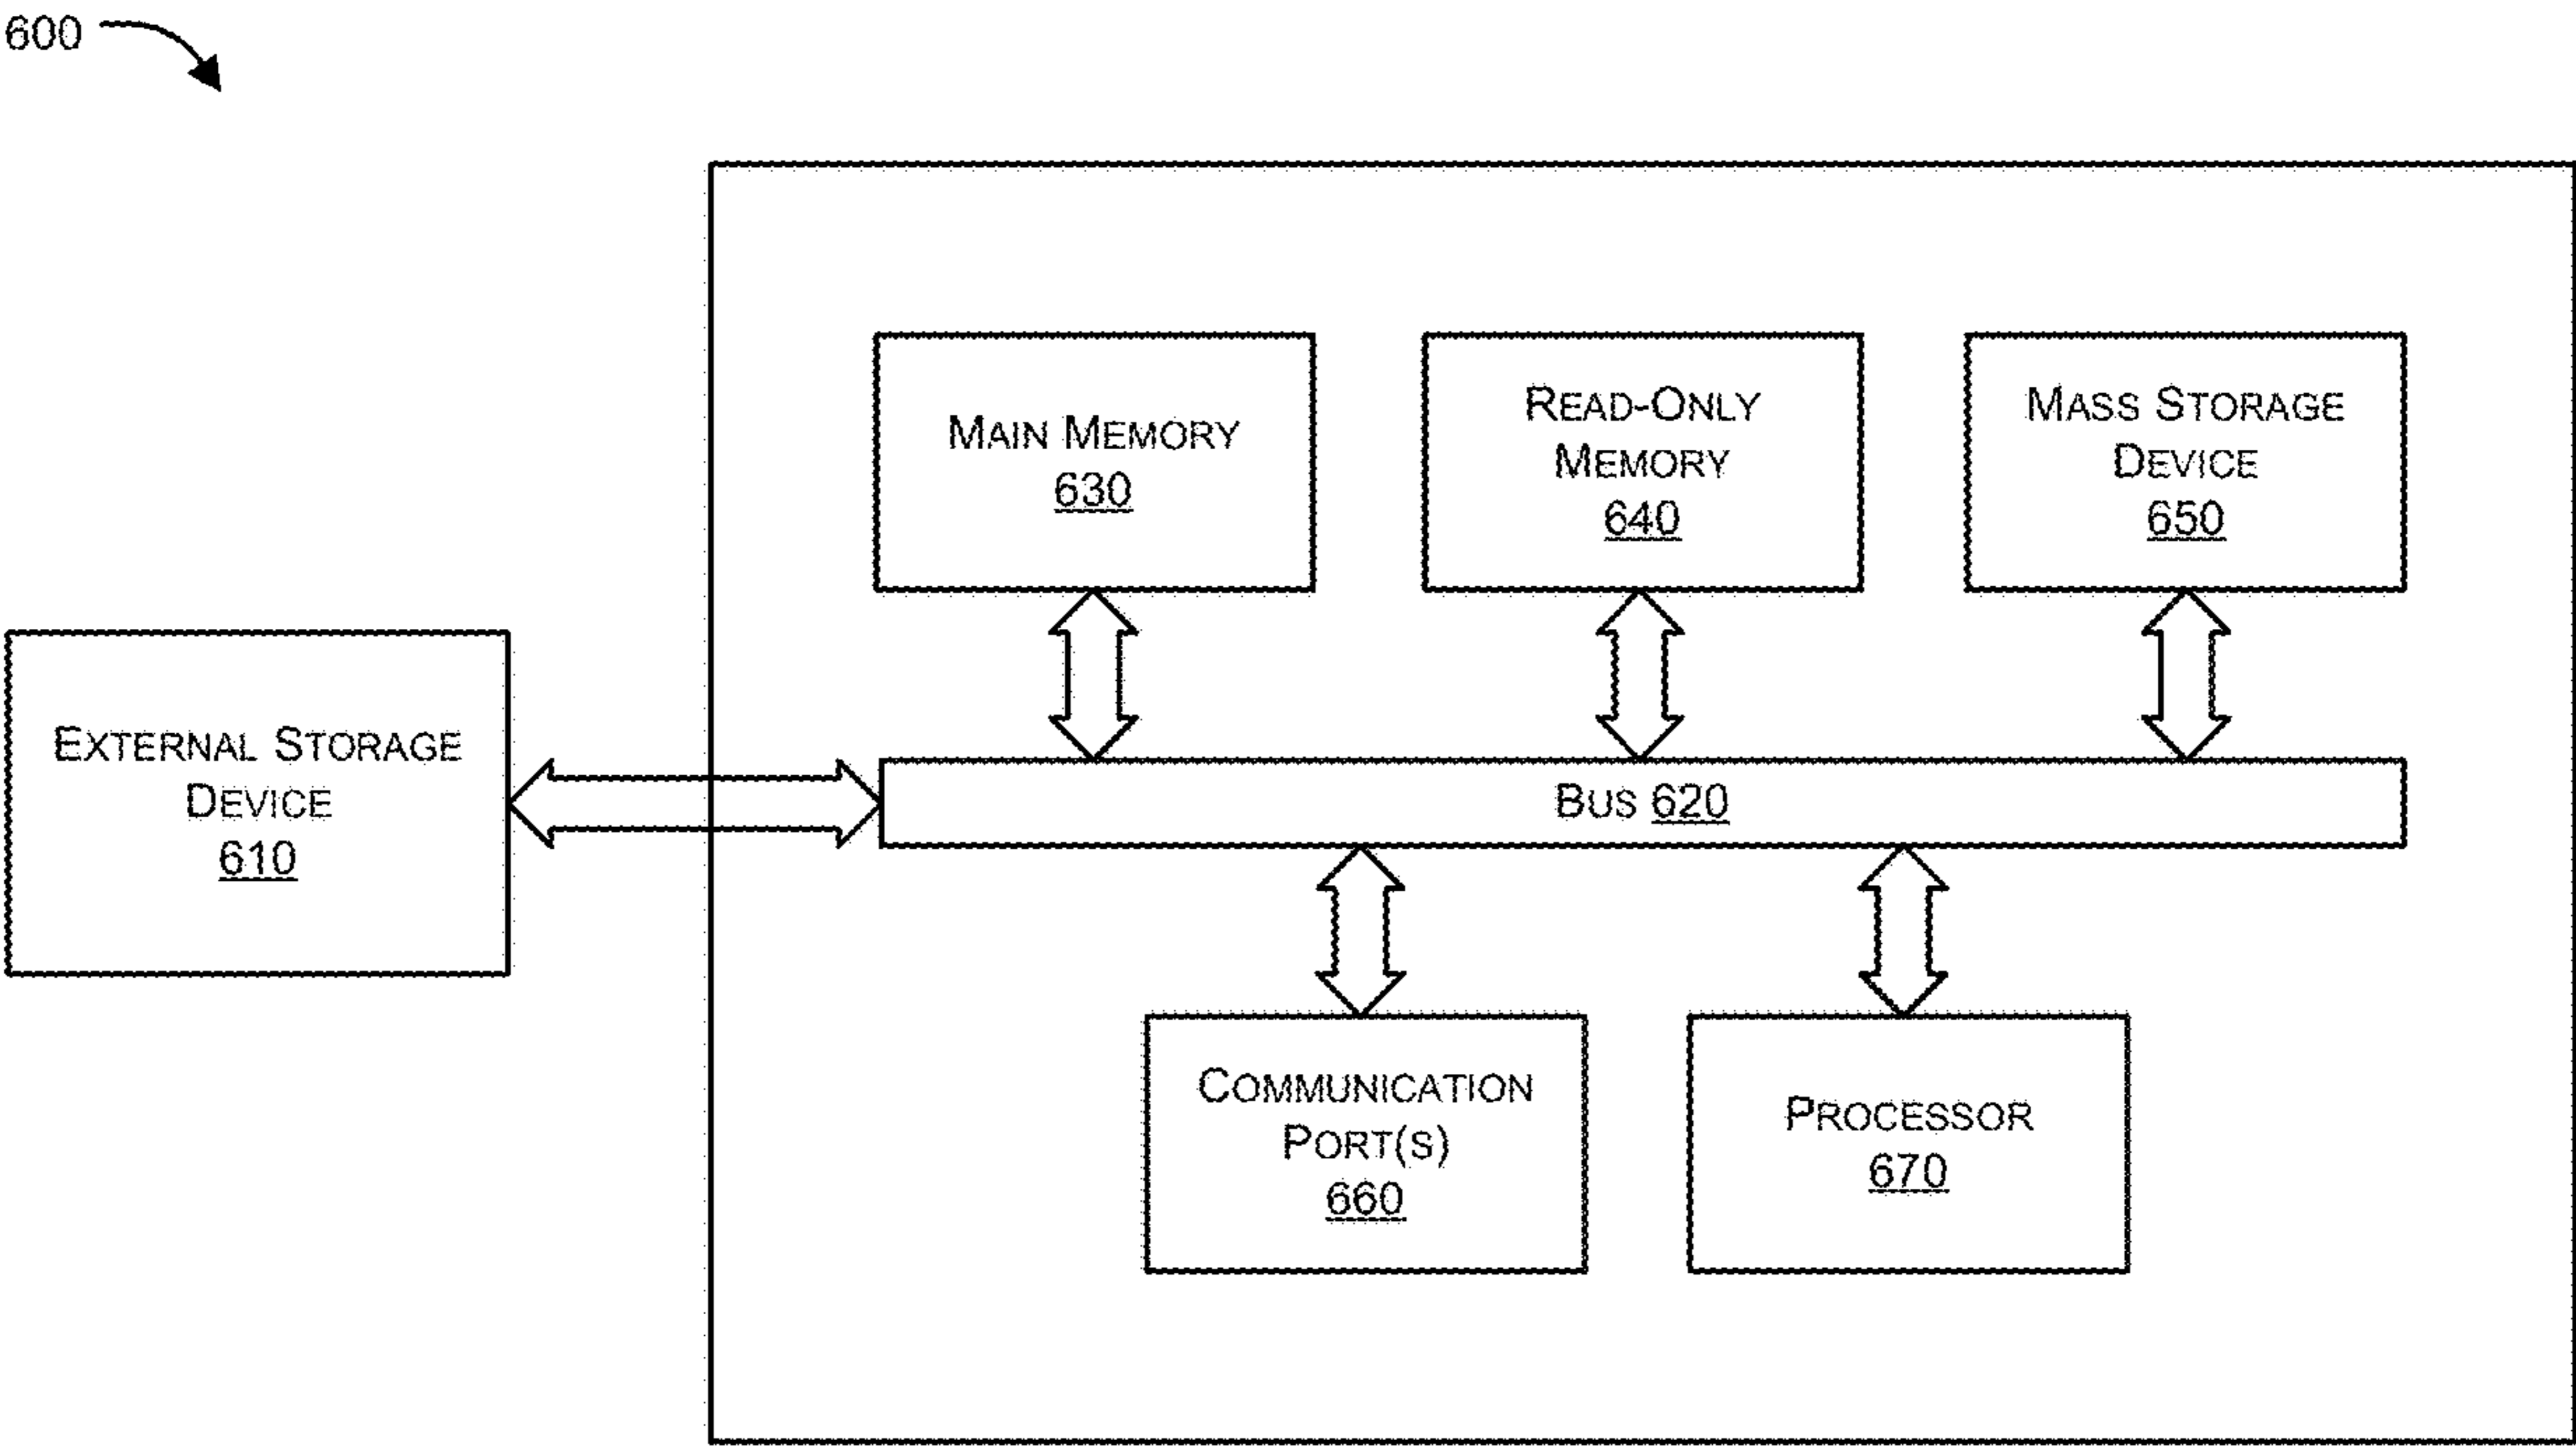 600
MAIN MEMORY
630
READ-ONLY
MEMORY
640
MASS STORAGE
DEVICE
650
EXTERNAL STORAGE
DEVICE
610
BUS 620
COMMUNICATION
PORT(S)
660
PROCESSOR
670